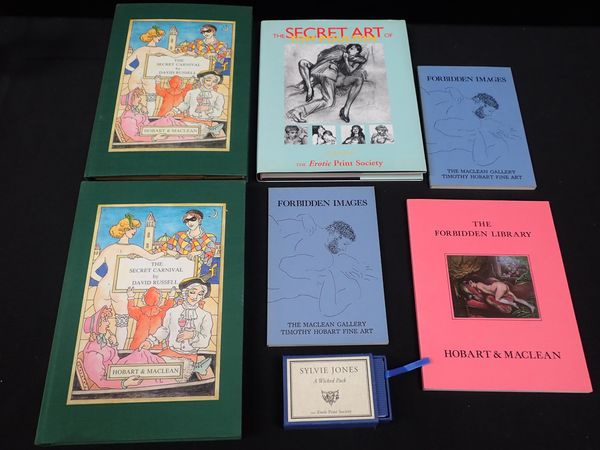 THE
SECRET CARNIVAL
by
DAVID RUSSELL
HOBART & MACLEAN
THE SECRET ART OF
THE Erotic Print Society
FORBIDDEN IMAGES
THE MACLEAN GALLERY
TIMOTHY HOBART FINE ART
THE
SECRET CARNIVAL
by
DAVID RUSSELL
HOBART & MACLEAN
FORBIDDEN IMAGES
THE MACLEAN GALLERY
TIMOTHY HOBART FINE ART
THE
FORBIDDEN LIBRARY
HOBART & MACLEAN
SYLVIE JONES
A Wicked Pack
THE Erotic Print Society